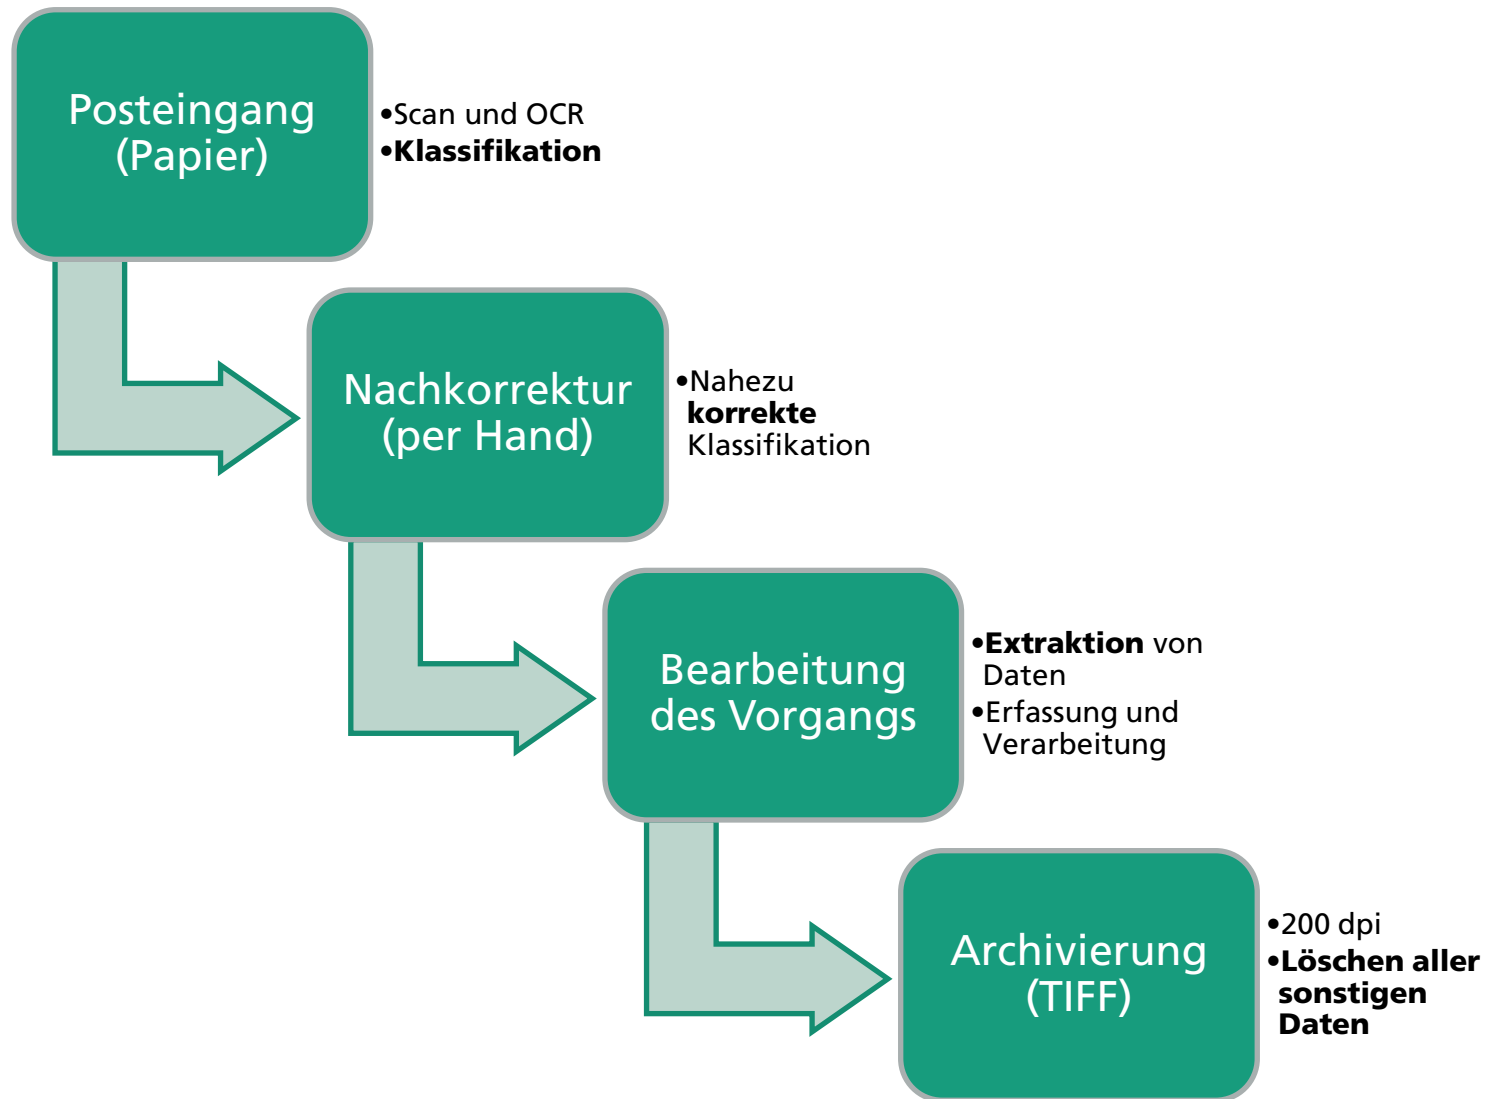 Posteingang
(Papier)
•Scan und OCR
•Klassifikation
Nachkorrektur
(per Hand)
•Nahezu
korrekte
Klassifikation
Bearbeitung
des Vorgangs
•Extraktion von
Daten
•Erfassung und
Verarbeitung
Archivierung
(TIFF)
•200 dpi
•Löschen aller
sonstigen
Daten